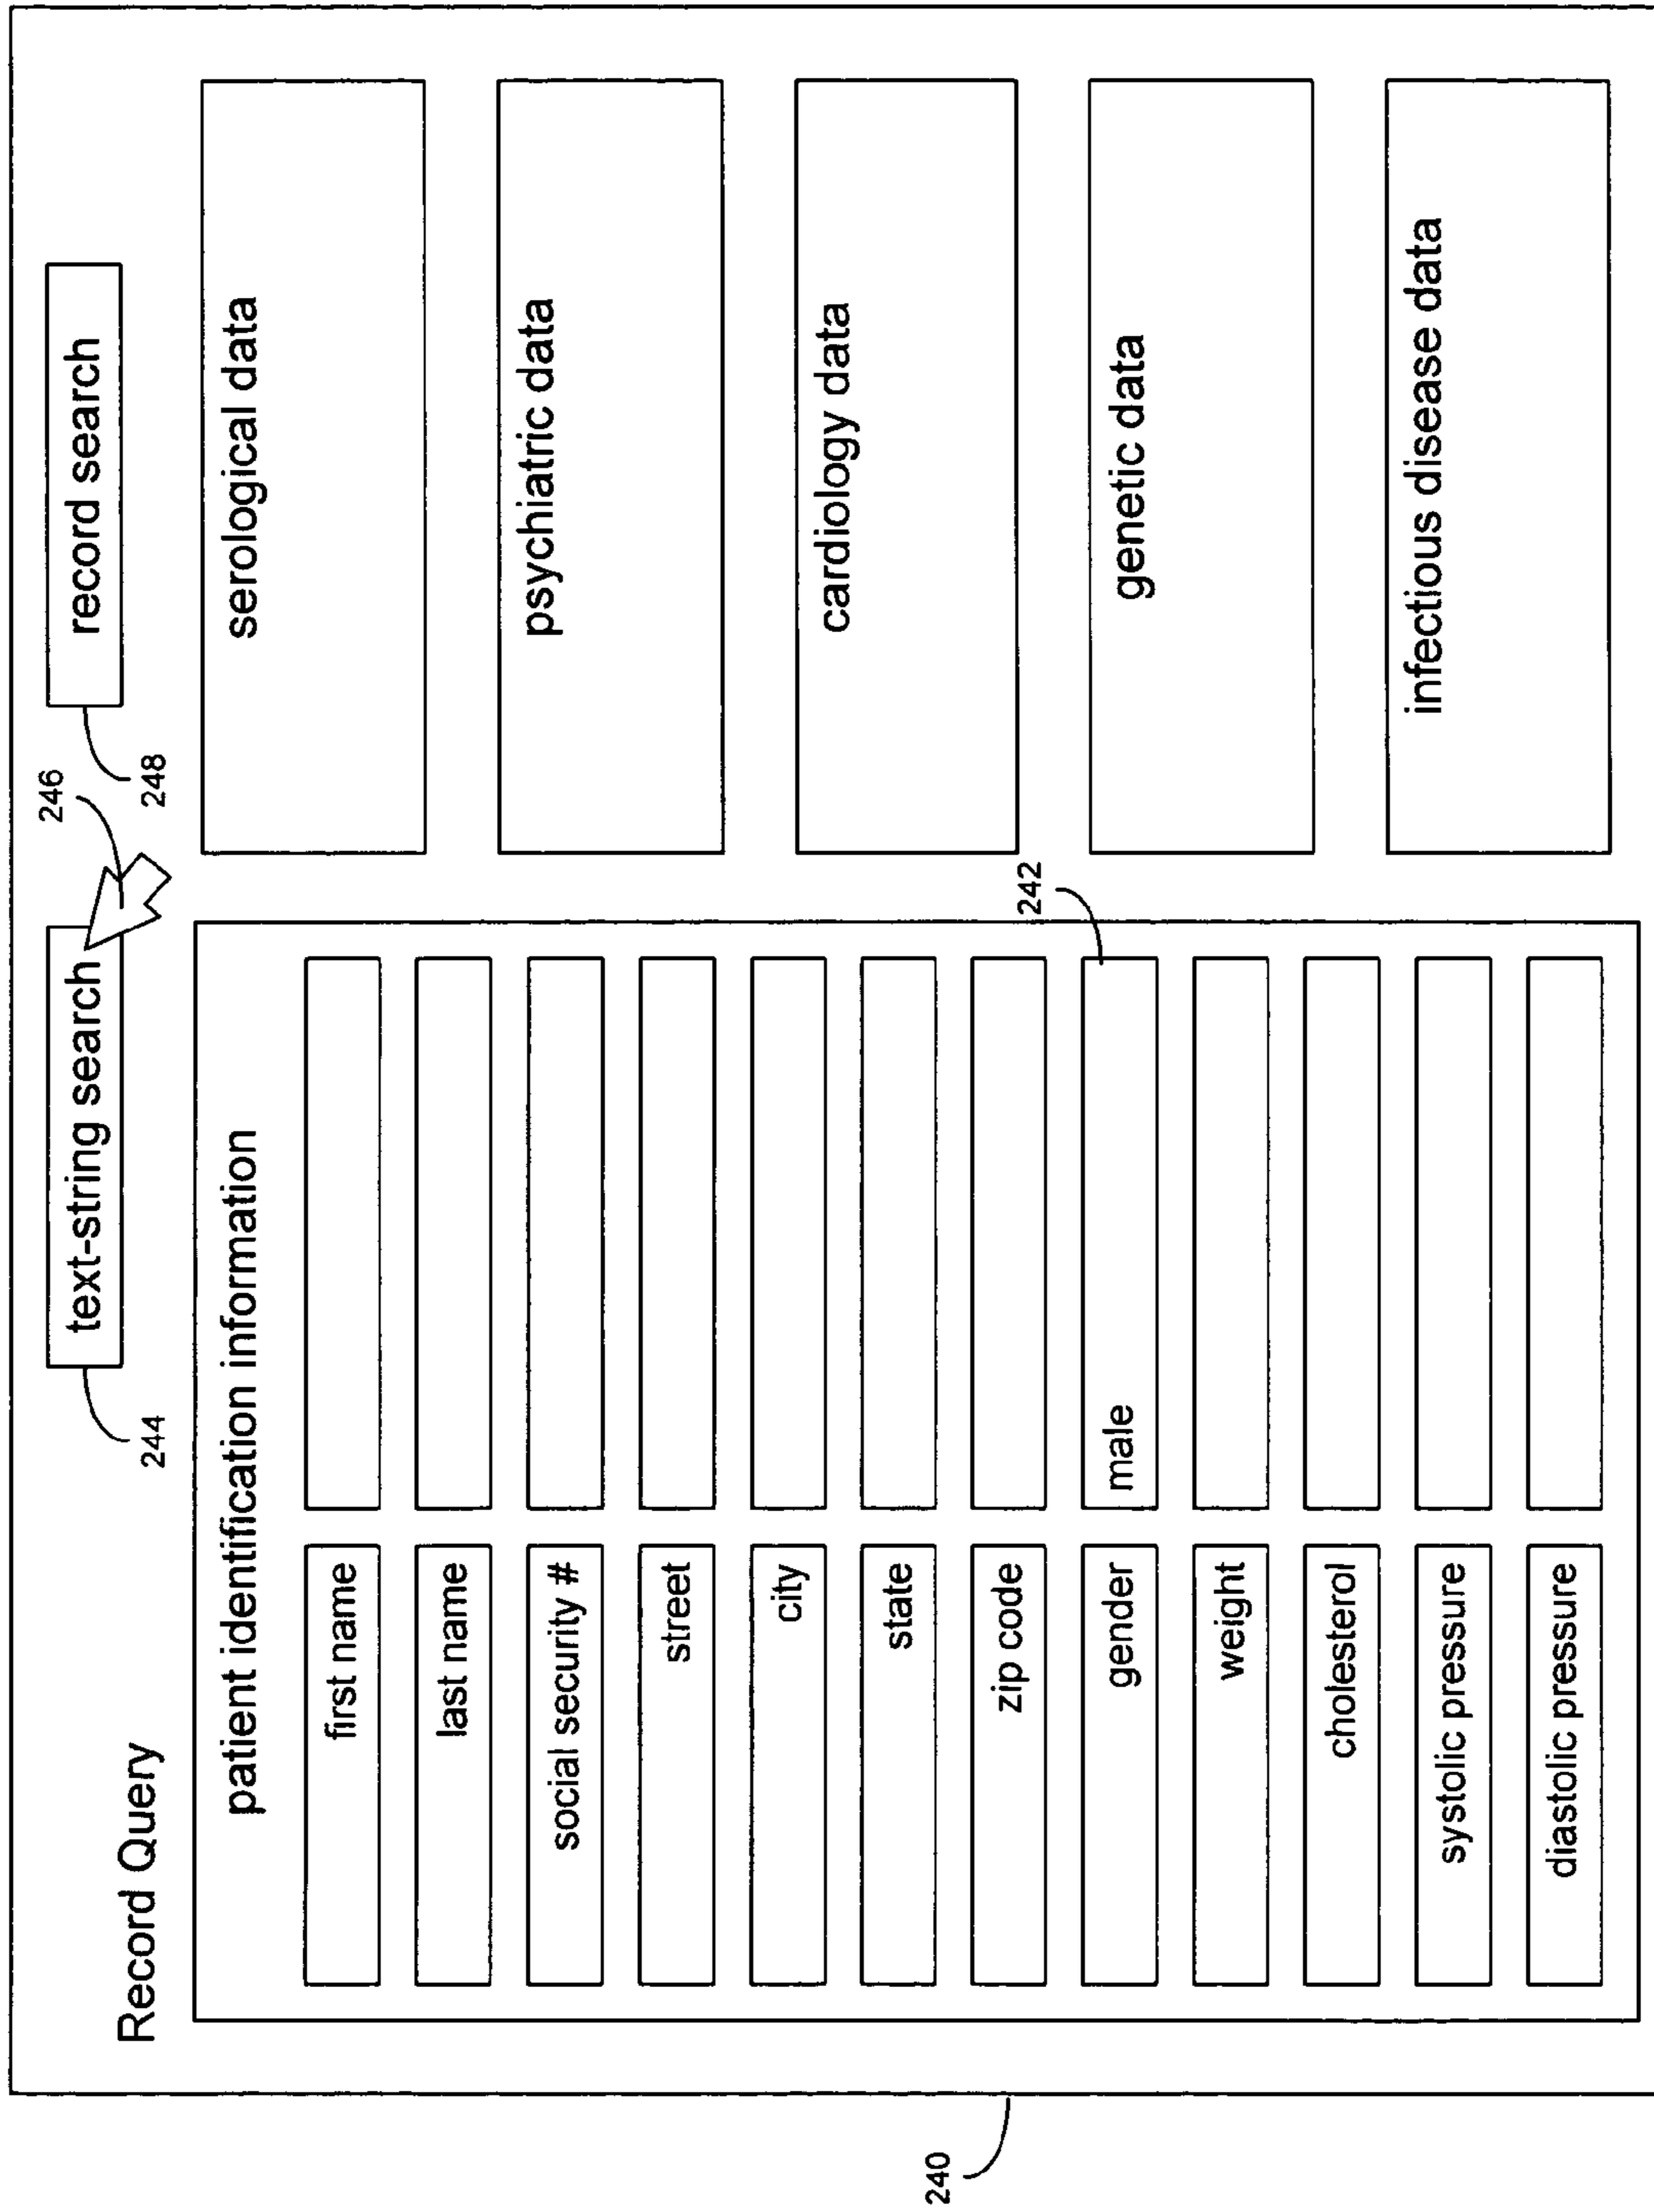 Record Query
244
text-string search
246
248
record search
patient identification information
first name
last name
social security #
street
city
state
zip code
gender
male
242
weight
cholesterol
systolic pressure
diastolic pressure
serological data
psychiatric data
cardiology data
genetic data
infectious disease data
240